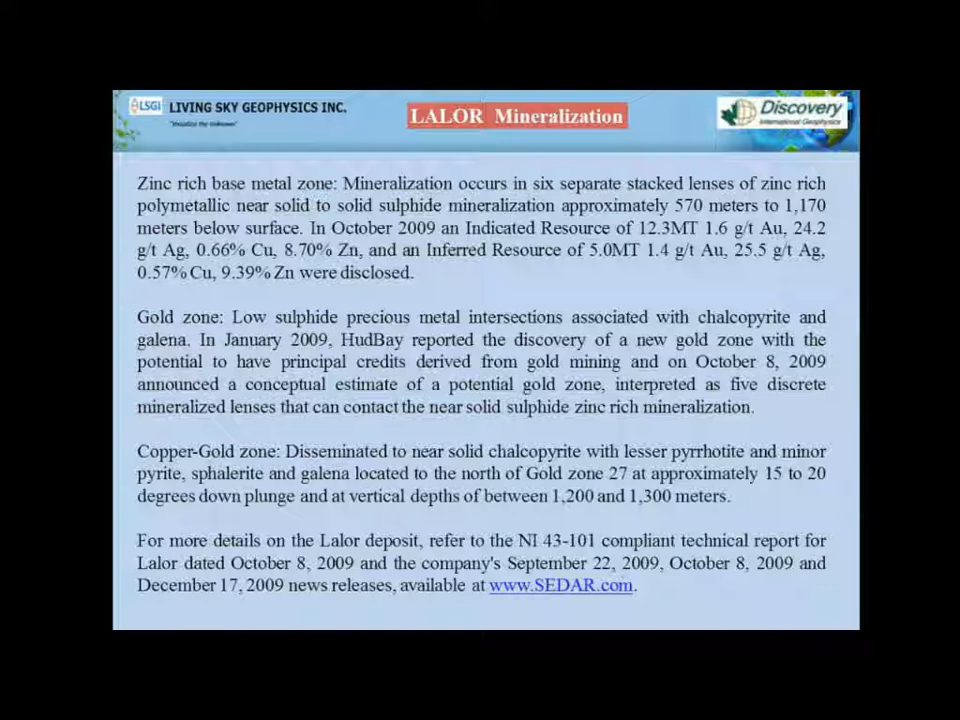 LSGI LIVING SKY GEOPHYSICS INC.
"Visualize the Unknown"
LALOR Mineralization
Discovery
International Geophysics
Zinc rich base metal zone: Mineralization occurs in six separate stacked lenses of zinc rich
polymetallic near solid to solid sulphide mineralization approximately 570 meters to 1,170
meters below surface. In October 2009 an Indicated Resource of 12.3MT 1.6 g/t Au, 24.2
g/t Ag, 0.66% Cu, 8.70% Zn, and an Inferred Resource of 5.0MT 1.4 g/t Au, 25.5 g/t Ag,
0.57% Cu, 9.39% Zn were disclosed.
Gold zone: Low sulphide precious metal intersections associated with chalcopyrite and
galena. In January 2009, HudBay reported the discovery of a new gold zone with the
potential to have principal credits derived from gold mining and on October 8, 2009
announced a conceptual estimate of a potential gold zone, interpreted as five discrete
mineralized lenses that can contact the near solid sulphide zinc rich mineralization.
Copper-Gold zone: Disseminated to near solid chalcopyrite with lesser pyrrhotite and minor
pyrite, sphalerite and galena located to the north of Gold zone 27 at approximately 15 to 20
degrees down plunge and at vertical depths of between 1,200 and 1,300 meters.
For more details on the Lalor deposit, refer to the NI 43-101 compliant technical report for
Lalor dated October 8, 2009 and the company's September 22, 2009, October 8, 2009 and
December 17, 2009 news releases, available at www.SEDAR.com.